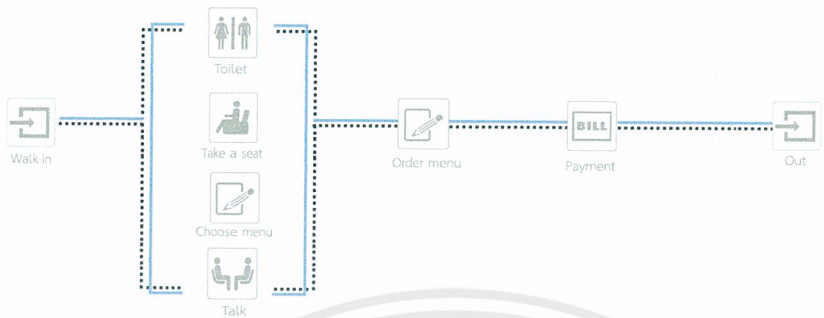 Toilet
Walk-in
Take a seat
Order menu
BILL
Payment
Out
Choose menu
Talk